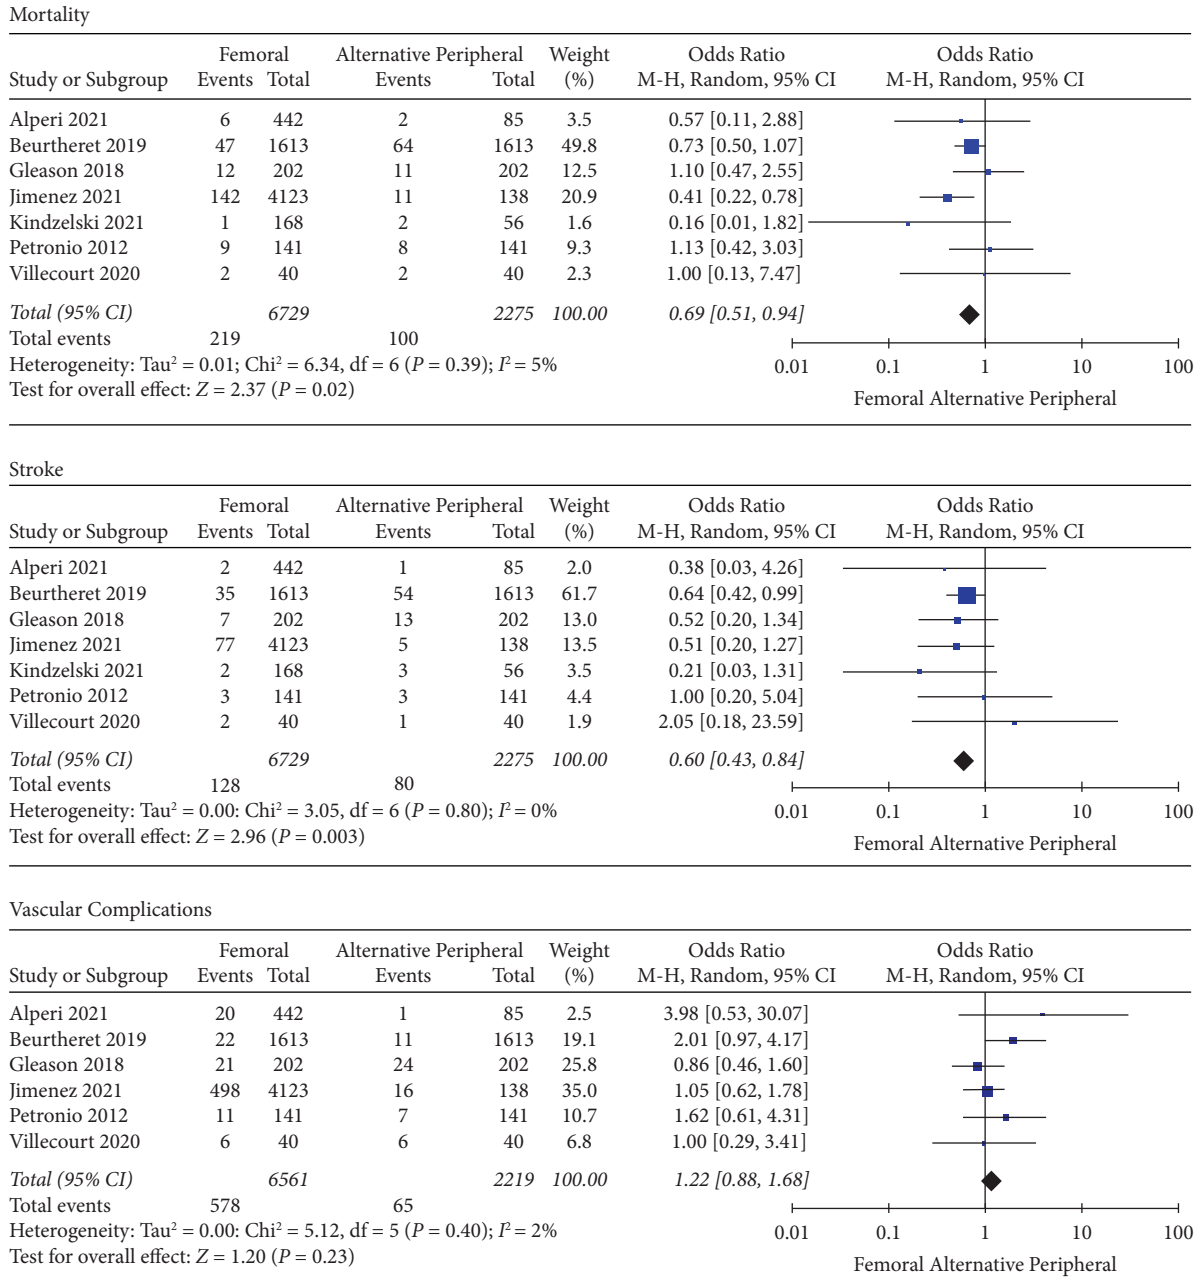 Mortality
Femoral Alternative Peripheral Weight Odds Ratio Odds Ratio
Study or Subgroup Events Total Events Total (%) M-H, Random, 95% CI M-H, Random, 95% CI
Alperi 2021 6 442 2 85 3.5 0.57 [0.11, 2.88]
Beurtheret 2019 47 1613 64 1613 49.8 0.73 [0.50, 1.07]
Gleason 2018 12 202 11 202 12.5 1.10 [0.47, 2.55]
Jimenez 2021 142 4123 11 138 20.9 0.41 [0.22, 0.78]
Kindzelski 2021 1 168 2 56 1.6 0.16 [0.01, 1.82]
Petronio 2012 9 141 8 141 9.3 1.13 [0.42, 3.03]
Villecourt 2020 2 40 2 40 2.3 1.00 [0.13, 7.47]
Total (95% CI) 6729 2275 100.00 0.69 [0.51, 0.94]
Total events 219 100
Heterogeneity: Tau² = 0.01; Chi² = 6.34, df = 6 (P = 0.39); I² = 5%
Test for overall effect: Z = 2.37 (P = 0.02)
0.01 0.1 1 10 100
Femoral Alternative Peripheral
Stroke
Femoral Alternative Peripheral Weight Odds Ratio Odds Ratio
Study or Subgroup Events Total Events Total (%) M-H, Random, 95% CI M-H, Random, 95% CI
Alperi 2021 2 442 1 85 2.0 0.38 [0.03, 4.26]
Beurtheret 2019 35 1613 54 1613 61.7 0.64 [0.42, 0.99]
Gleason 2018 7 202 13 202 13.0 0.52 [0.20, 1.34]
Jimenez 2021 77 4123 5 138 13.5 0.51 [0.20, 1.27]
Kindzelski 2021 2 168 3 56 3.5 0.21 [0.03, 1.31]
Petronio 2012 3 141 3 141 4.4 1.00 [0.20, 5.04]
Villecourt 2020 2 40 1 40 1.9 2.05 [0.18, 23.59]
Total (95% CI) 6729 2275 100.00 0.60 [0.43, 0.84]
Total events 128 80
Heterogeneity: Tau² = 0.00: Chi² = 3.05, df = 6 (P = 0.80); I² = 0%
Test for overall effect: Z = 2.96 (P = 0.003)
0.01 0.1 1 10 100
Femoral Alternative Peripheral
Vascular Complications
Femoral Alternative Peripheral Weight Odds Ratio Odds Ratio
Study or Subgroup Events Total Events Total (%) M-H, Random, 95% CI M-H, Random, 95% CI
Alperi 2021 20 442 1 85 2.5 3.98 [0.53, 30.07]
Beurtheret 2019 22 1613 11 1613 19.1 2.01 [0.97, 4.17]
Gleason 2018 21 202 24 202 25.8 0.86 [0.46, 1.60]
Jimenez 2021 498 4123 16 138 35.0 1.05 [0.62, 1.78]
Petronio 2012 11 141 7 141 10.7 1.62 [0.61, 4.31]
Villecourt 2020 6 40 6 40 6.8 1.00 [0.29, 3.41]
Total (95% CI) 6561 2219 100.00 1.22 [0.88, 1.68]
Total events 578 65
Heterogeneity: Tau² = 0.00: Chi² = 5.12, df = 5 (P = 0.40); I² = 2%
Test for overall effect: Z = 1.20 (P = 0.23)
0.01 0.1 1 10 100
Femoral Alternative Peripheral